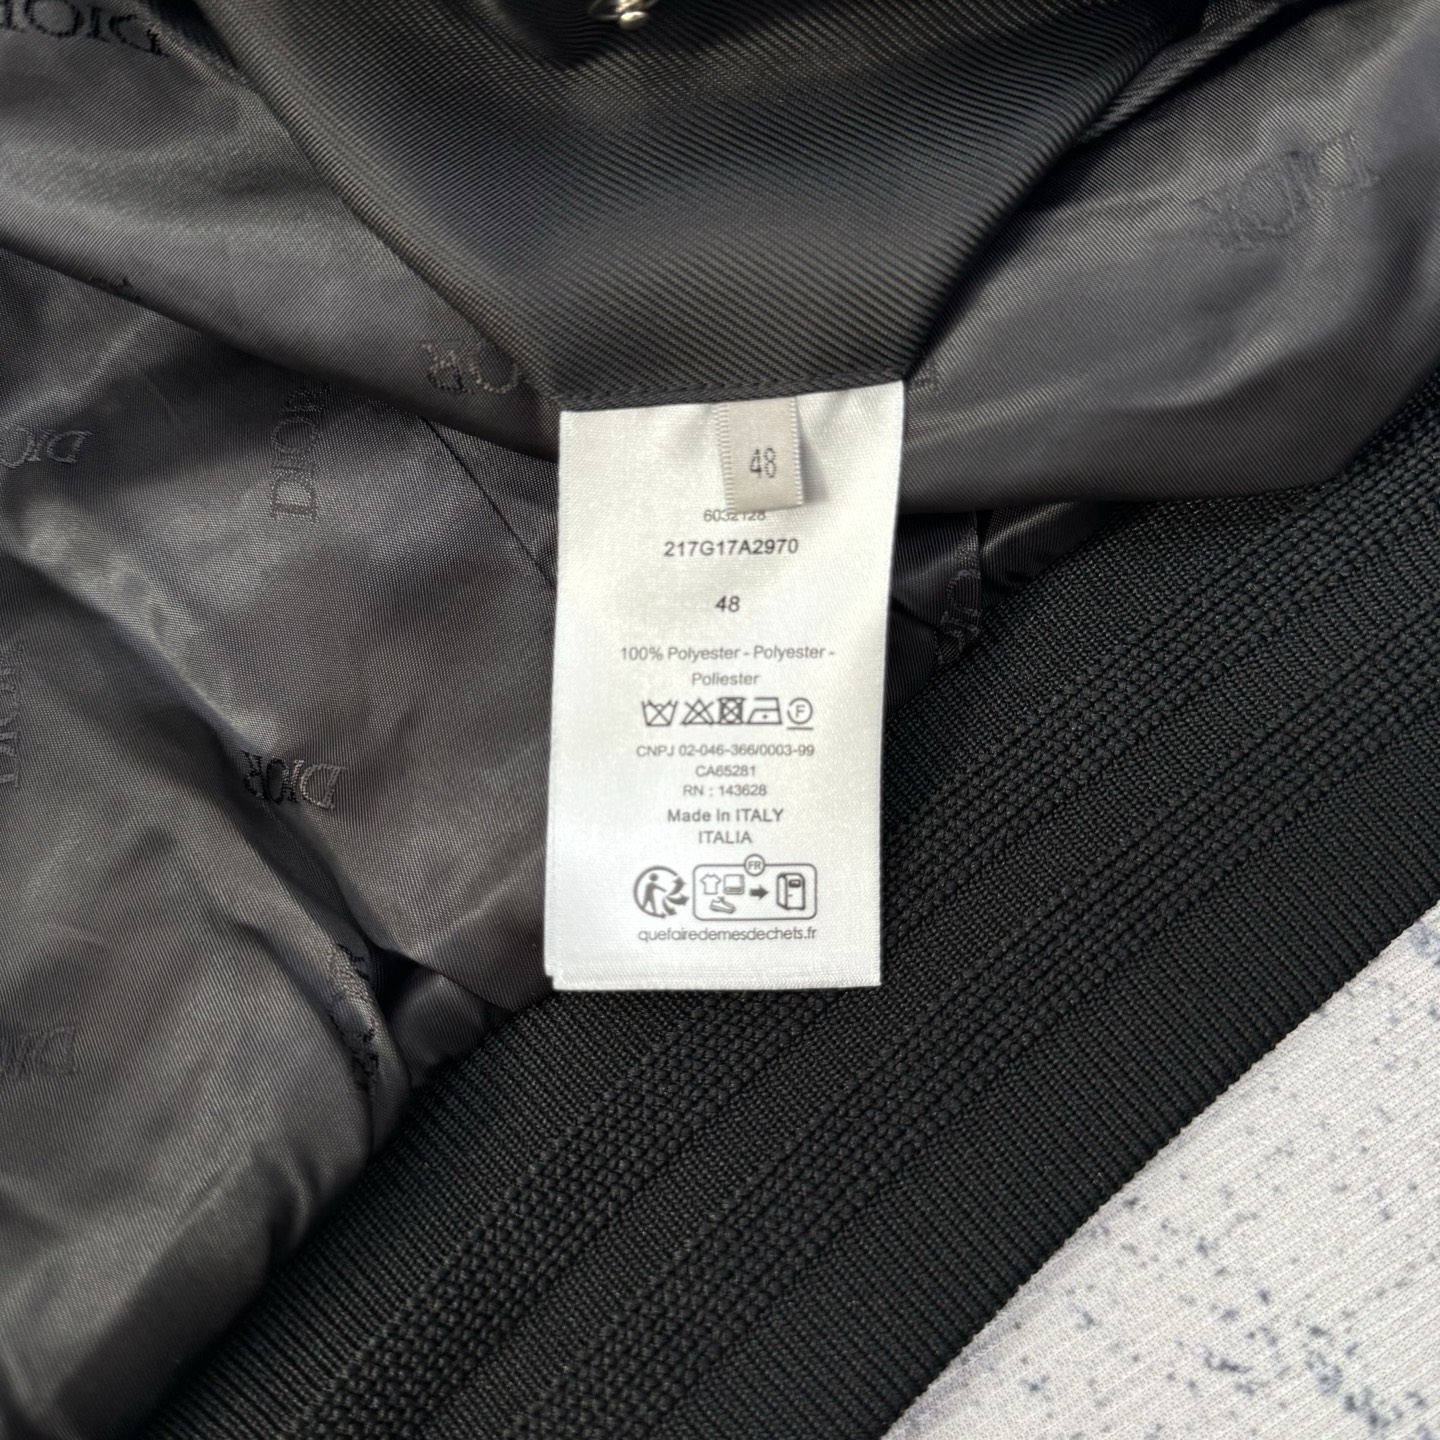 DIOR
DIOR
DIOR
DIOR
DIOR
48
6032128
217G17A2970
48
100% Polyester - Polyester -
Poliester
F
CNPJ 02-046-366/0003-99
CA65281
RN : 143628
Made In ITALY
ITALIA
FR
quefairedemesdechets.fr